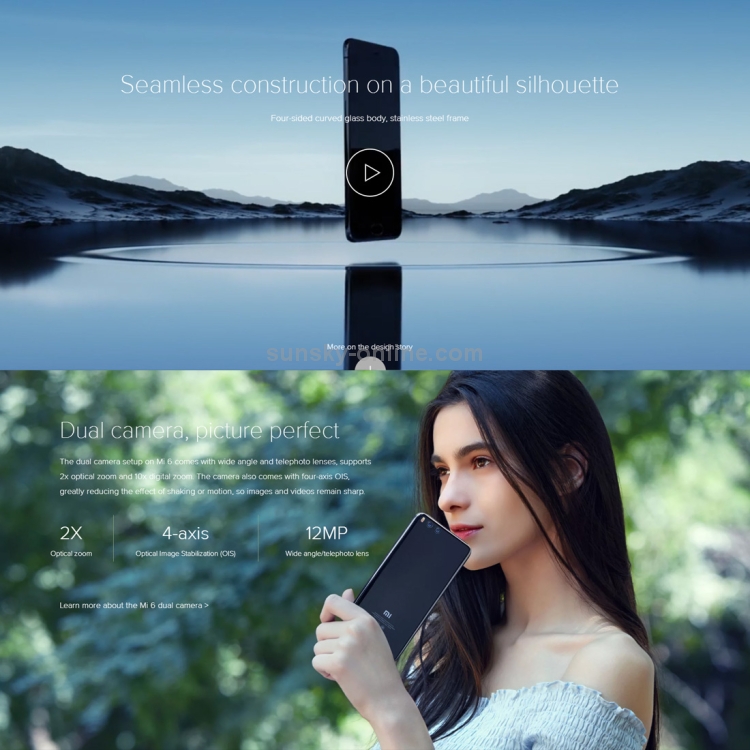 Seamless construction on a beautiful silhouette
Four-sided curved glass body, stainless steel frame
More on the design story
sunsky-online.com
Dual camera, picture perfect
The dual camera setup on Mi 6 comes with wide angle and telephoto lenses, supports
2x optical zoom and 10x digital zoom. The camera also comes with four-axis OIS,
greatly reducing the effect of shaking or motion, so images and videos remain sharp.
2X
4-axis
12MP
Optical zoom
Optical Image Stabilization (OIS)
Wide angle/telephoto lens
Learn more about the Mi 6 dual camera >
MI